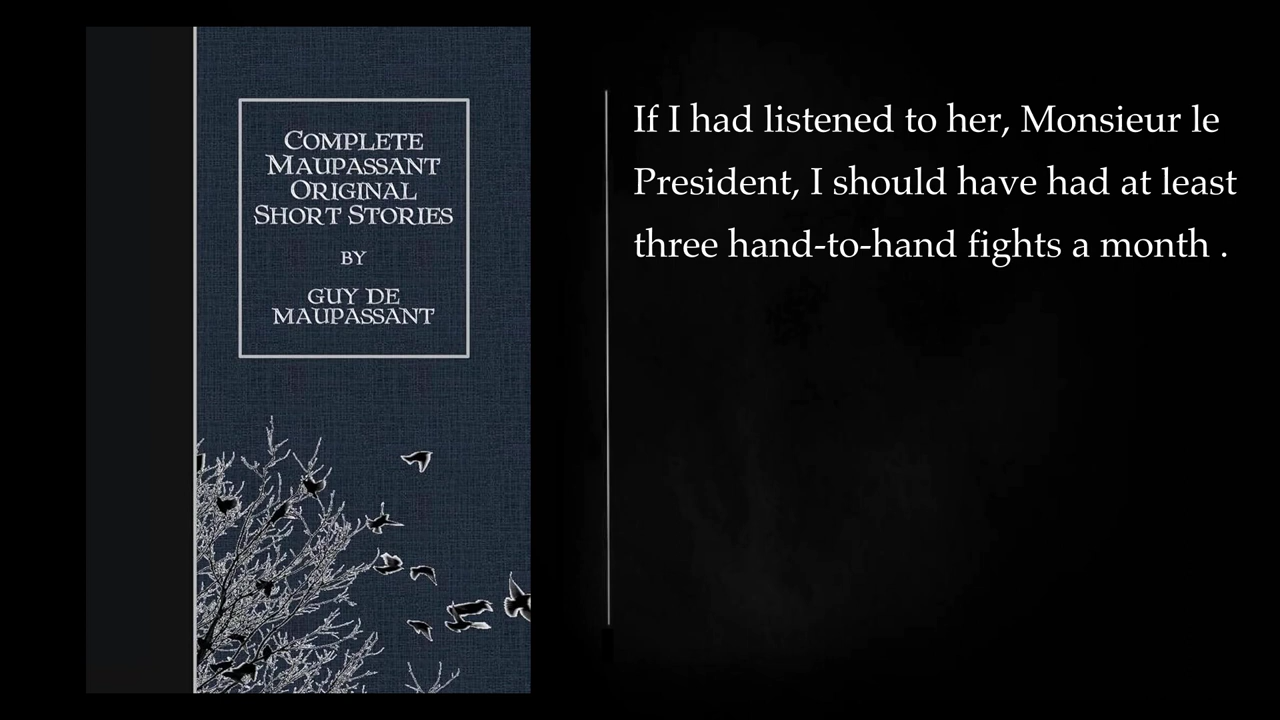 COMPLETE
MAUPASSANT
ORIGINAL
SHORT STORIES
BY
GUY DE
MAUPASSANT
If I had listened to her, Monsieur le
President, I should have had at least
three hand-to-hand fights a month .